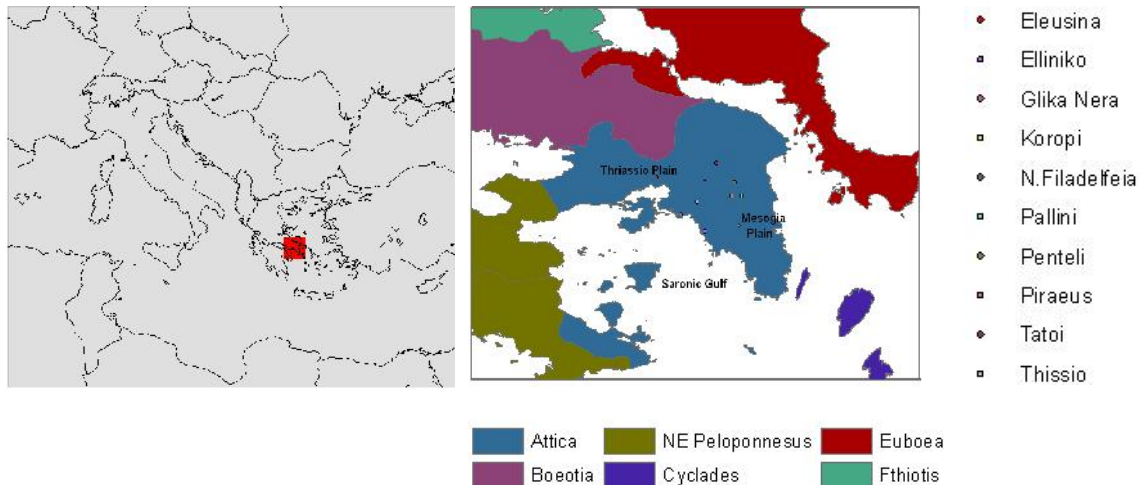 Thriassio Plain
Mesogia
Plain
Saronic Gulf
Eleusina
Elliniko
Glika Nera
Koropi
N.Filadelfeia
Pallini
Penteli
Piraeus
Tatoi
Thissio
Attica
NE Peloponnesus
Euboea
Boeotia
Cyclades
Fthiotis